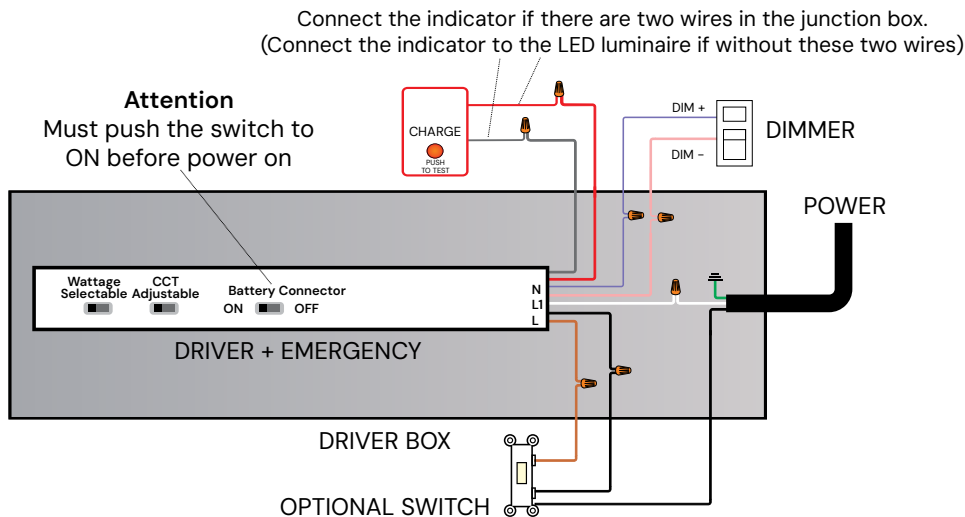 Connect the indicator if there are two wires in the junction box.
(Connect the indicator to the LED luminaire if without these two wires)
Attention
Must push the switch to
ON before power on
CHARGE
PUSH
TO TEST
DIM +
DIM –
DIMMER
POWER
Wattage
Selectable
CCT
Adjustable
Battery Connector
ON
OFF
N
L1
L
DRIVER + EMERGENCY
DRIVER BOX
OPTIONAL SWITCH